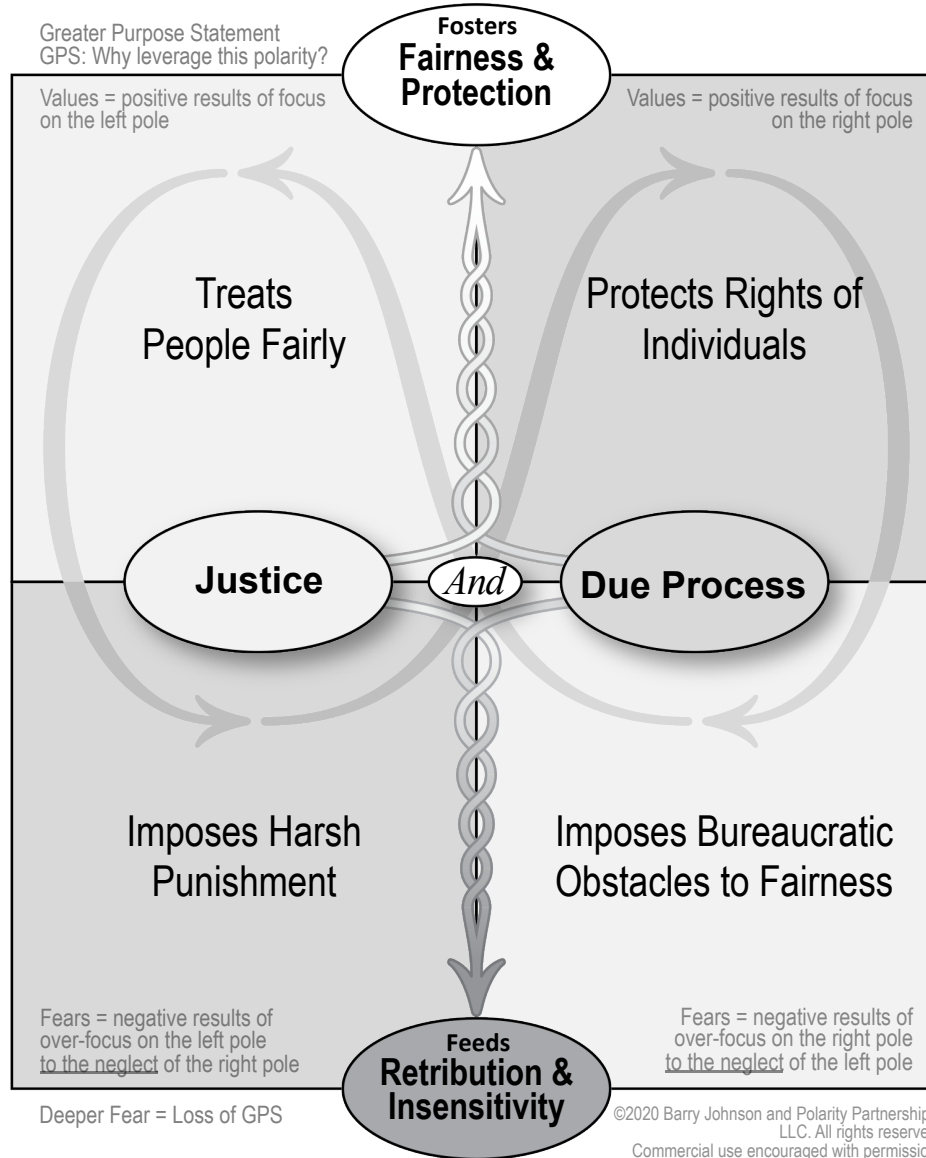 Greater Purpose Statement
GPS: Why leverage this polarity?
Fosters
Fairness &
Protection
Values = positive results of focus
on the left pole
Values = positive results of focus
on the right pole
Treats
People Fairly
Protects Rights of
Individuals
Justice
And
Due Process
Imposes Harsh
Punishment
Imposes Bureaucratic
Obstacles to Fairness
Fears = negative results of
over-focus on the left pole
to the neglect of the right pole
Fears = negative results of
over-focus on the right pole
to the neglect of the left pole
Feeds
Retribution &
Insensitivity
Deeper Fear = Loss of GPS
©2020 Barry Johnson and Polarity Partnership
LLC. All rights reserve
Commercial use encouraged with permissio